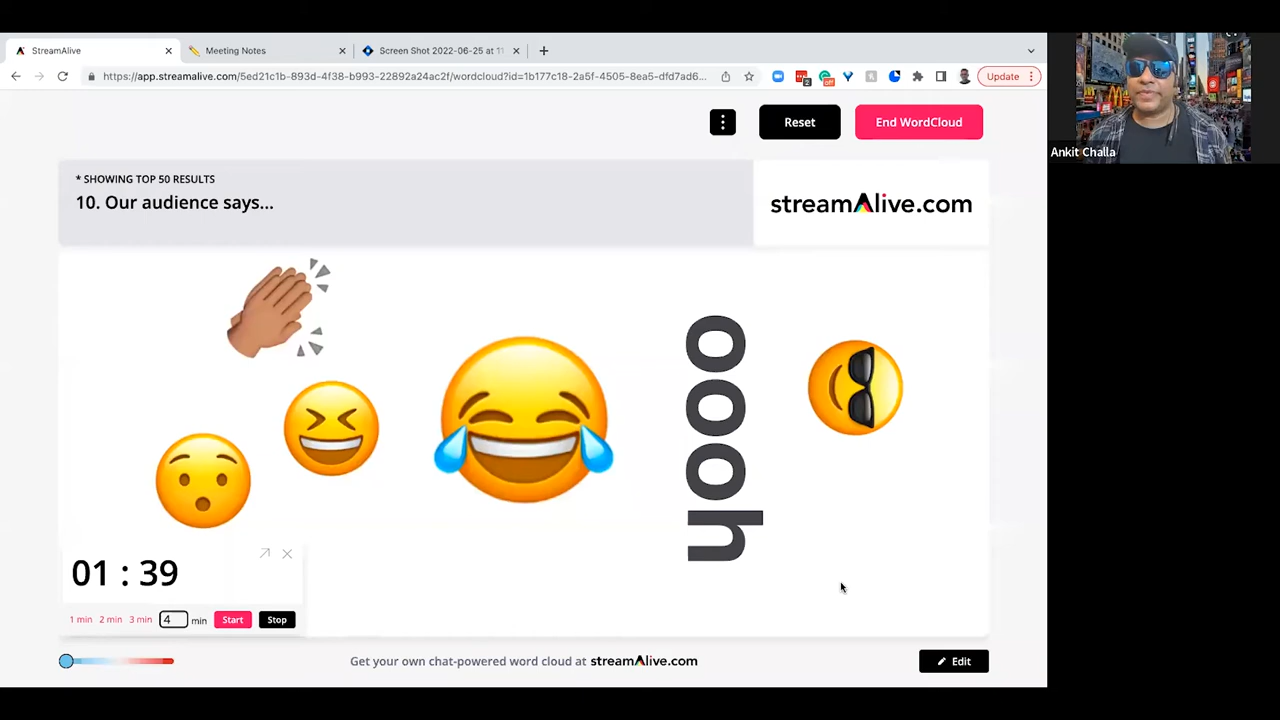 StreamAlive
Meeting Notes
Screen Shot 2022-06-25 at 11
https://app.streamalive.com/5ed21c1b-893d-4f38-b993-22892a24ac2f/wordcloud?id=1b177c18-2a5f-4505-8ea5-dfd7ad6...
2
off
Update
Reset
End WordCloud
Ankit Challa
* SHOWING TOP 50 RESULTS
10. Our audience says...
streamAlive.com
oooh
01 : 39
1 min 2 min 3 min 4 min Start Stop
Get your own chat-powered word cloud at streamAlive.com
Edit